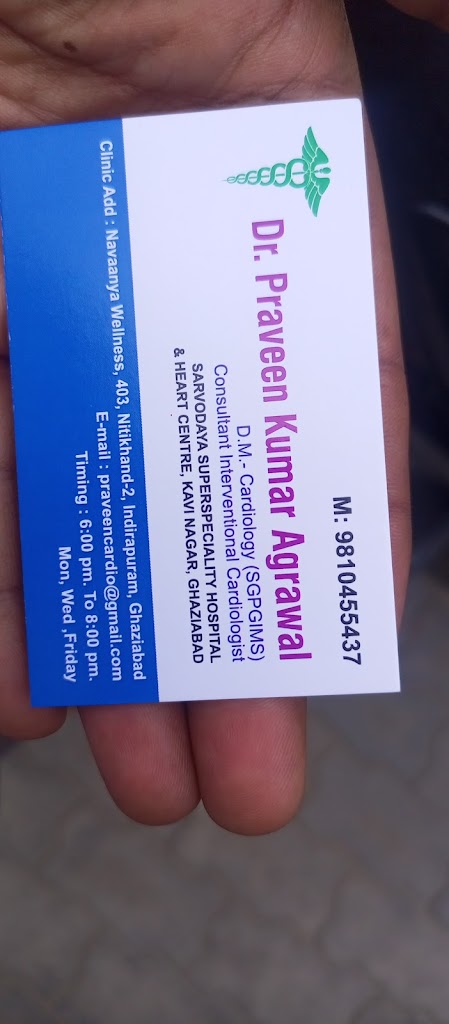 M: 9810455437
Dr. Praveen Kumar Agrawal
D.M.- Cardiology (SGPGIMS)
Consultant Interventional Cardiologist
SARVODAYA SUPERSPECIALITY HOSPITAL
& HEART CENTRE, KAVI NAGAR, GHAZIABAD
Clinic Add : Navaanya Wellness, 403, Nitikhand-2, Indirapuram, Ghaziabad
E-mail : praveencardio@gmail.com
Timing : 6:00 pm. To 8:00 pm.
Mon, Wed ,Friday